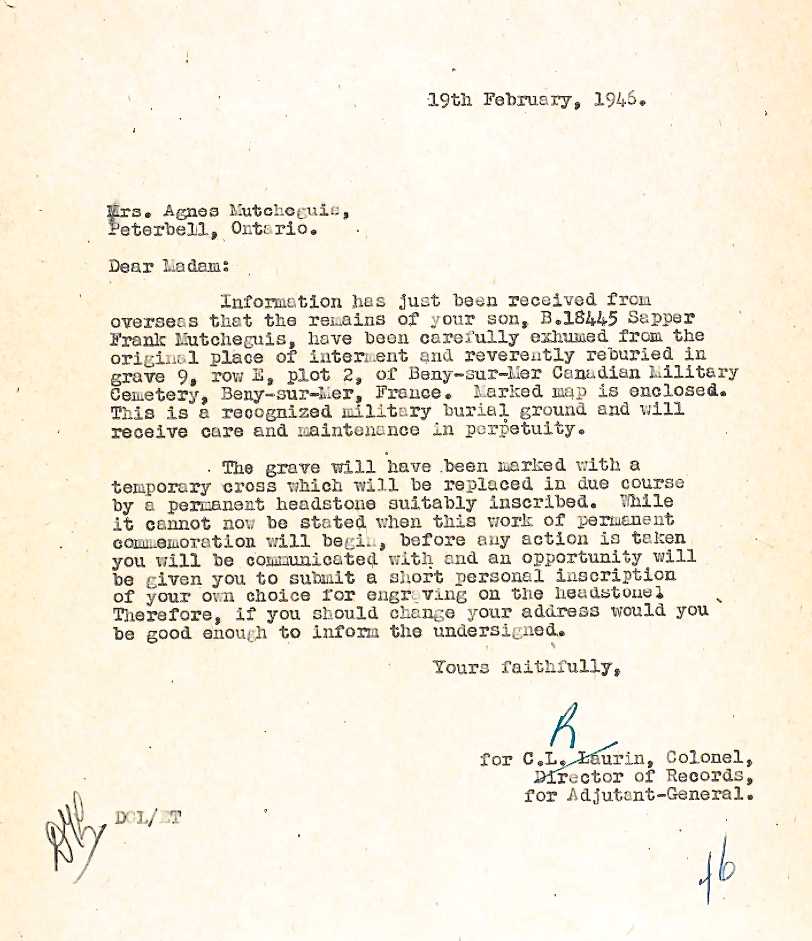 19th February, 1946.
Mrs. Agnes Mutcheguis,
Peterbell, Ontario.
Dear Madam:
Information has just been received from
overseas that the remains of your son, B.18445 Sapper
Frank Mutcheguis, have been carefully exhumed from the
original place of interment and reverently reburied in
grave 9, row E, plot 2, of Beny-sur-Mer Canadian Military
Cemetery, Beny-sur-Mer, France. Marked map is enclosed.
This is a recognized military burial ground and will
receive care and maintenance in perpetuity.
The grave will have been marked with a
temporary cross which will be replaced in due course
by a permanent headstone suitably inscribed. While
it cannot now be stated when this work of permanent
commemoration will begin, before any action is taken
you will be communicated with and an opportunity will
be given you to submit a short personal inscription
of your own choice for engraving on the headstone!
Therefore, if you should change your address would you
be good enough to inform the undersigned.
Yours faithfully,
R
for C.L. Laurin, Colonel,
Director of Records,
for Adjutant-General.
DCL/ET